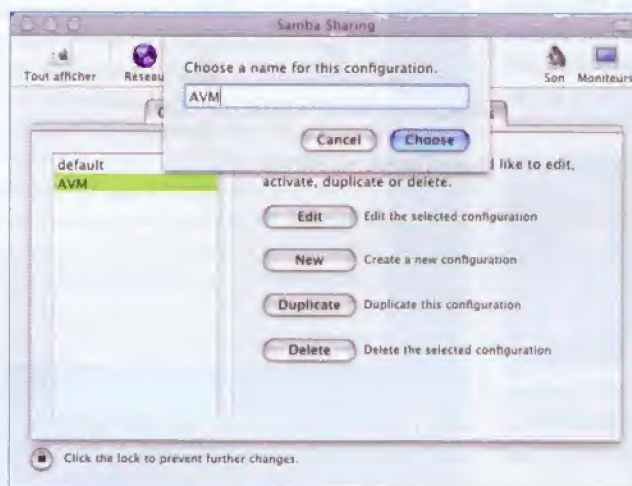 Samba Sharing
Tout afficher
Réseau
Son
Moniteurs
Choose a name for this configuration.
AVM
Cancel
Choose
default
AVM
like to edit,
activate, duplicate or delete.
Edit
Edit the selected configuration
New
Create a new configuration
Duplicate
Duplicate this configuration
Delete
Delete the selected configuration
Click the lock to prevent further changes.